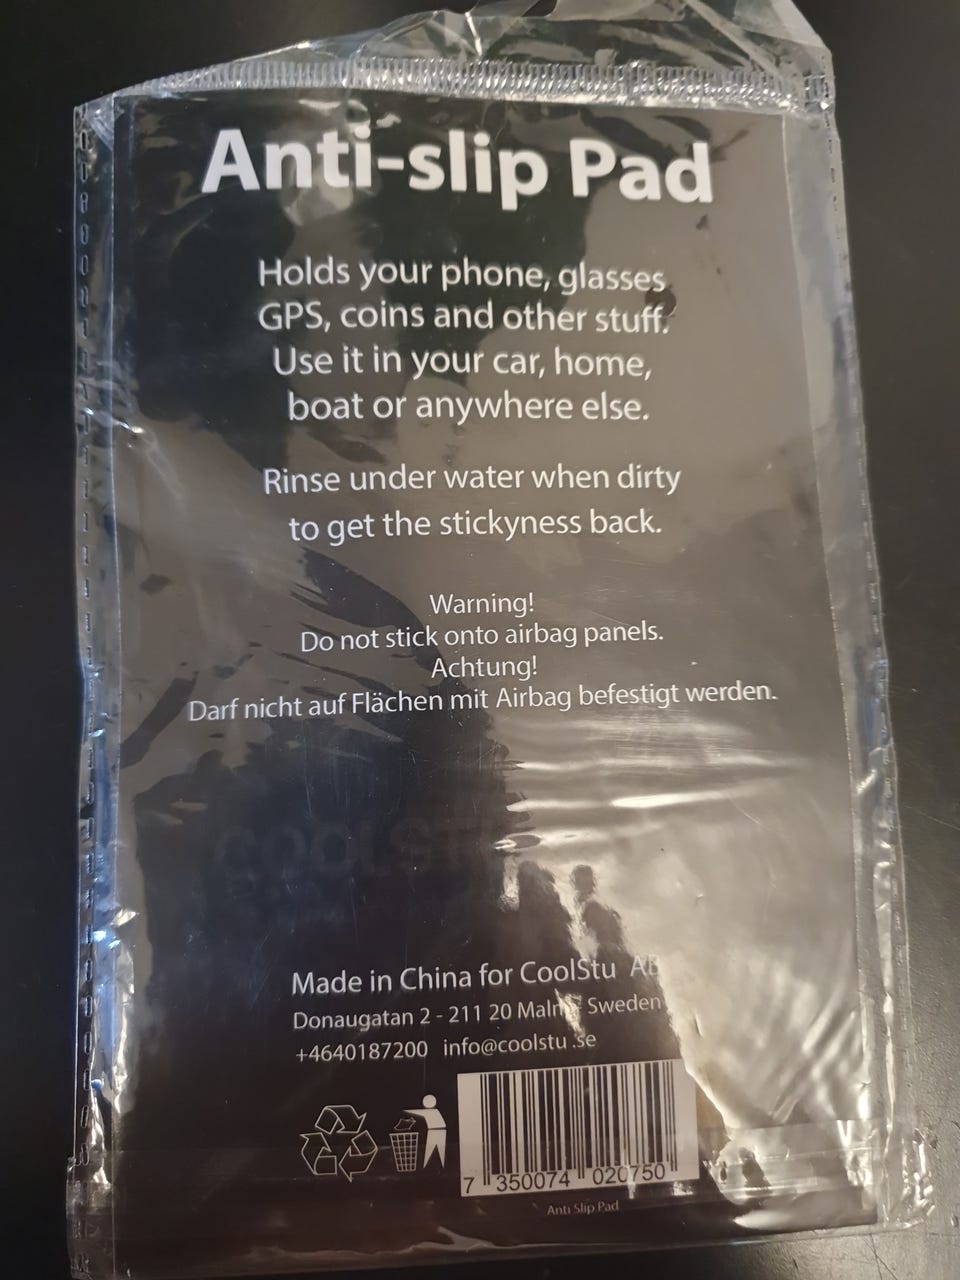 Anti-slip Pad
Holds your phone, glasses
GPS, coins and other stuff.
Use it in your car, home,
boat or anywhere else.
Rinse under water when dirty
to get the stickyness back.
Warning!
Do not stick onto airbag panels.
Achtung!
Darf nicht auf Flächen mit Airbag befestigt werden.
Made in China for CoolStu AB
Donaugatan 2 - 211 20 Sweden
+4640187200 info@coolstu .se
7 350074 020750
Anti Slip Pad